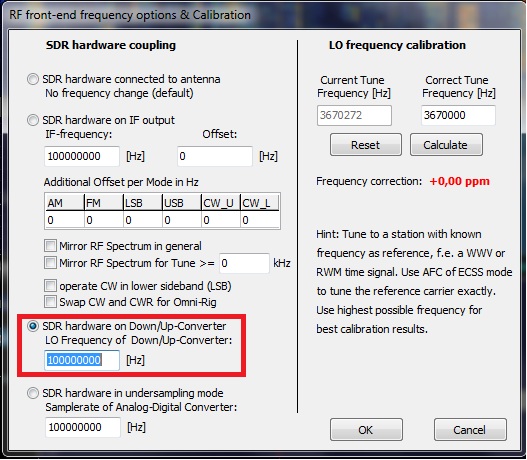 RF front-end frequency options & Calibration
SDR hardware coupling
SDR hardware connected to antenna
No frequency change (default)
SDR hardware on IF output
IF-frequency: Offset:
100000000 [Hz] 0 [Hz]
Additional Offset per Mode in Hz
AM FM LSB USB CW_U CW_L
0 0 0 0 0 0
Mirror RF Spectrum in general
Mirror RF Spectrum for Tune >= 0 kHz
operate CW in lower sideband (LSB)
Swap CW and CWR for Omni-Rig
SDR hardware on Down/Up-Converter
LO Frequency of Down/Up-Converter:
100000000 [Hz]
SDR hardware in undersampling mode
Samplerate of Analog-Digital Converter:
100000000 [Hz]
LO frequency calibration
Current Tune Correct Tune
Frequency [Hz] Frequency [Hz]
3670272 3670000
Reset Calculate
Frequency correction: +0,00 ppm
Hint: Tune to a station with known
frequency as reference, f.e. a WWV or
RWM time signal. Use AFC of ECSS mode
to tune the reference carrier exactly.
Use highest possible frequency for
best calibration results.
OK Cancel